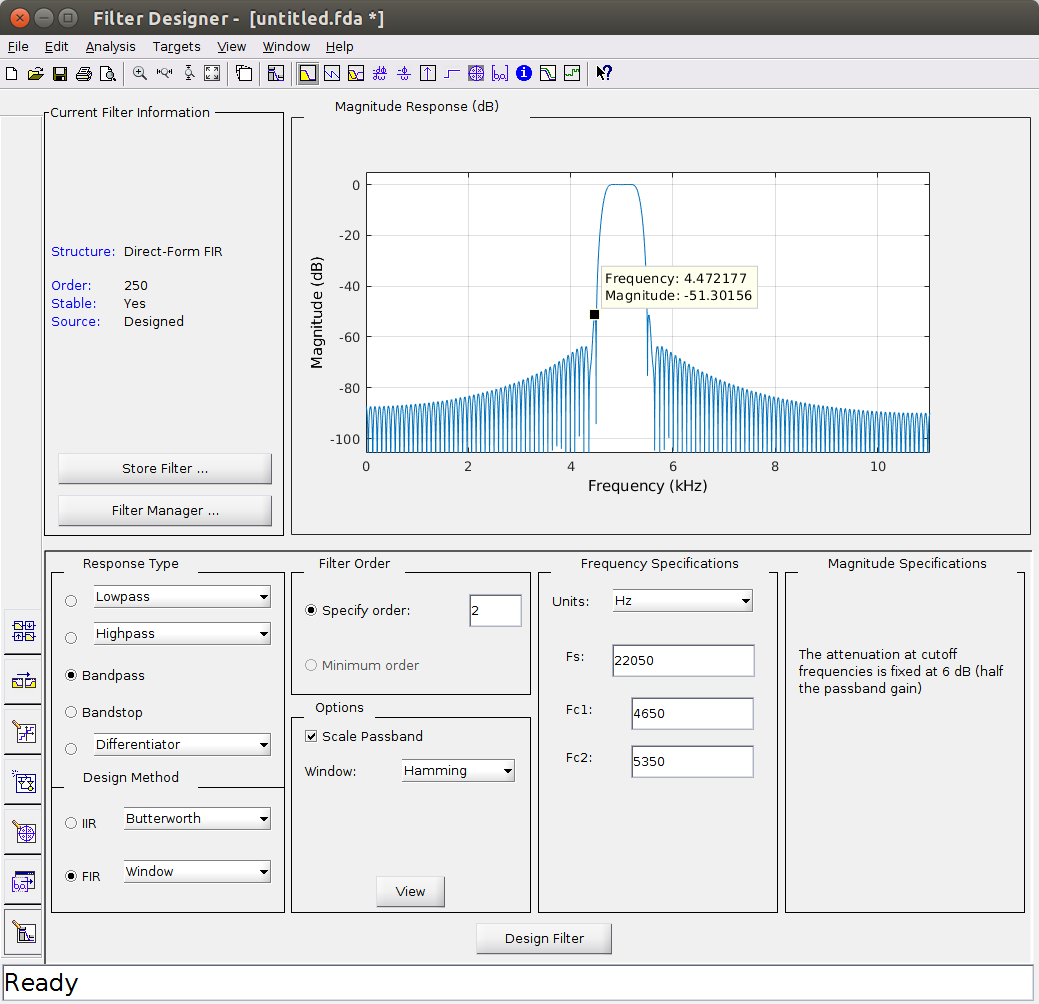 Filter Designer -  [untitled.fda *]
File Edit Analysis Targets View Window Help
Current Filter Information
Structure: Direct-Form FIR
Order: 250
Stable: Yes
Source: Designed
Store Filter ...
Filter Manager ...
Magnitude Response (dB)
Magnitude (dB)
0
-20
-40
-60
-80
-100
Frequency: 4.472177
Magnitude: -51.30156
0 2 4 6 8 10
Frequency (kHz)
Response Type
Lowpass
Highpass
Bandpass
Bandstop
Differentiator
Design Method
IIR Butterworth
FIR Window
Filter Order
Specify order: 2
Minimum order
Options
Scale Passband
Window: Hamming
View
Frequency Specifications
Units: Hz
Fs: 22050
Fc1: 4650
Fc2: 5350
Magnitude Specifications
The attenuation at cutoff
frequencies is fixed at 6 dB (half
the passband gain)
Design Filter
Ready